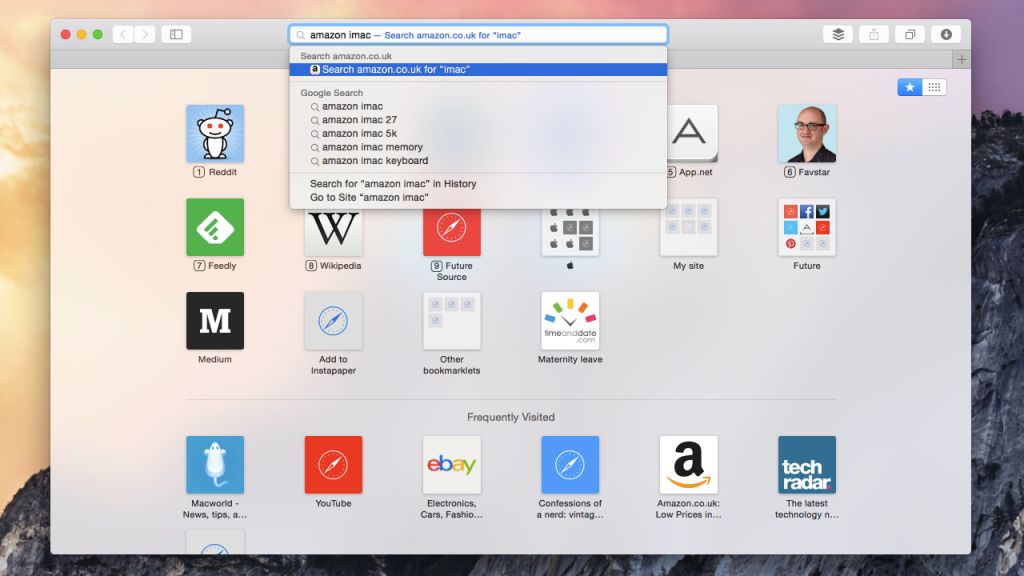 amazon imac — Search amazon.co.uk for “imac”
Search amazon.co.uk
a Search amazon.co.uk for “imac”
Google Search
amazon imac
amazon imac 27
amazon imac 5k
amazon imac memory
amazon imac keyboard
Search for “amazon imac” in History
Go to Site “amazon imac”
1 Reddit
5 App.net
6 Favstar
W
7 Feedly
8 Wikipedia
9 Future
Source
My site
Future
M
timeanddate
.com
Medium
Add to
Instapaper
Other
bookmarklets
Maternity leave
Frequently Visited
ebay
a
tech
radar.
Macworld -
News, tips, a...
YouTube
Electronics,
Cars, Fashio...
Confessions of
a nerd: vintag...
Amazon.co.uk:
Low Prices in...
The latest
technology n...